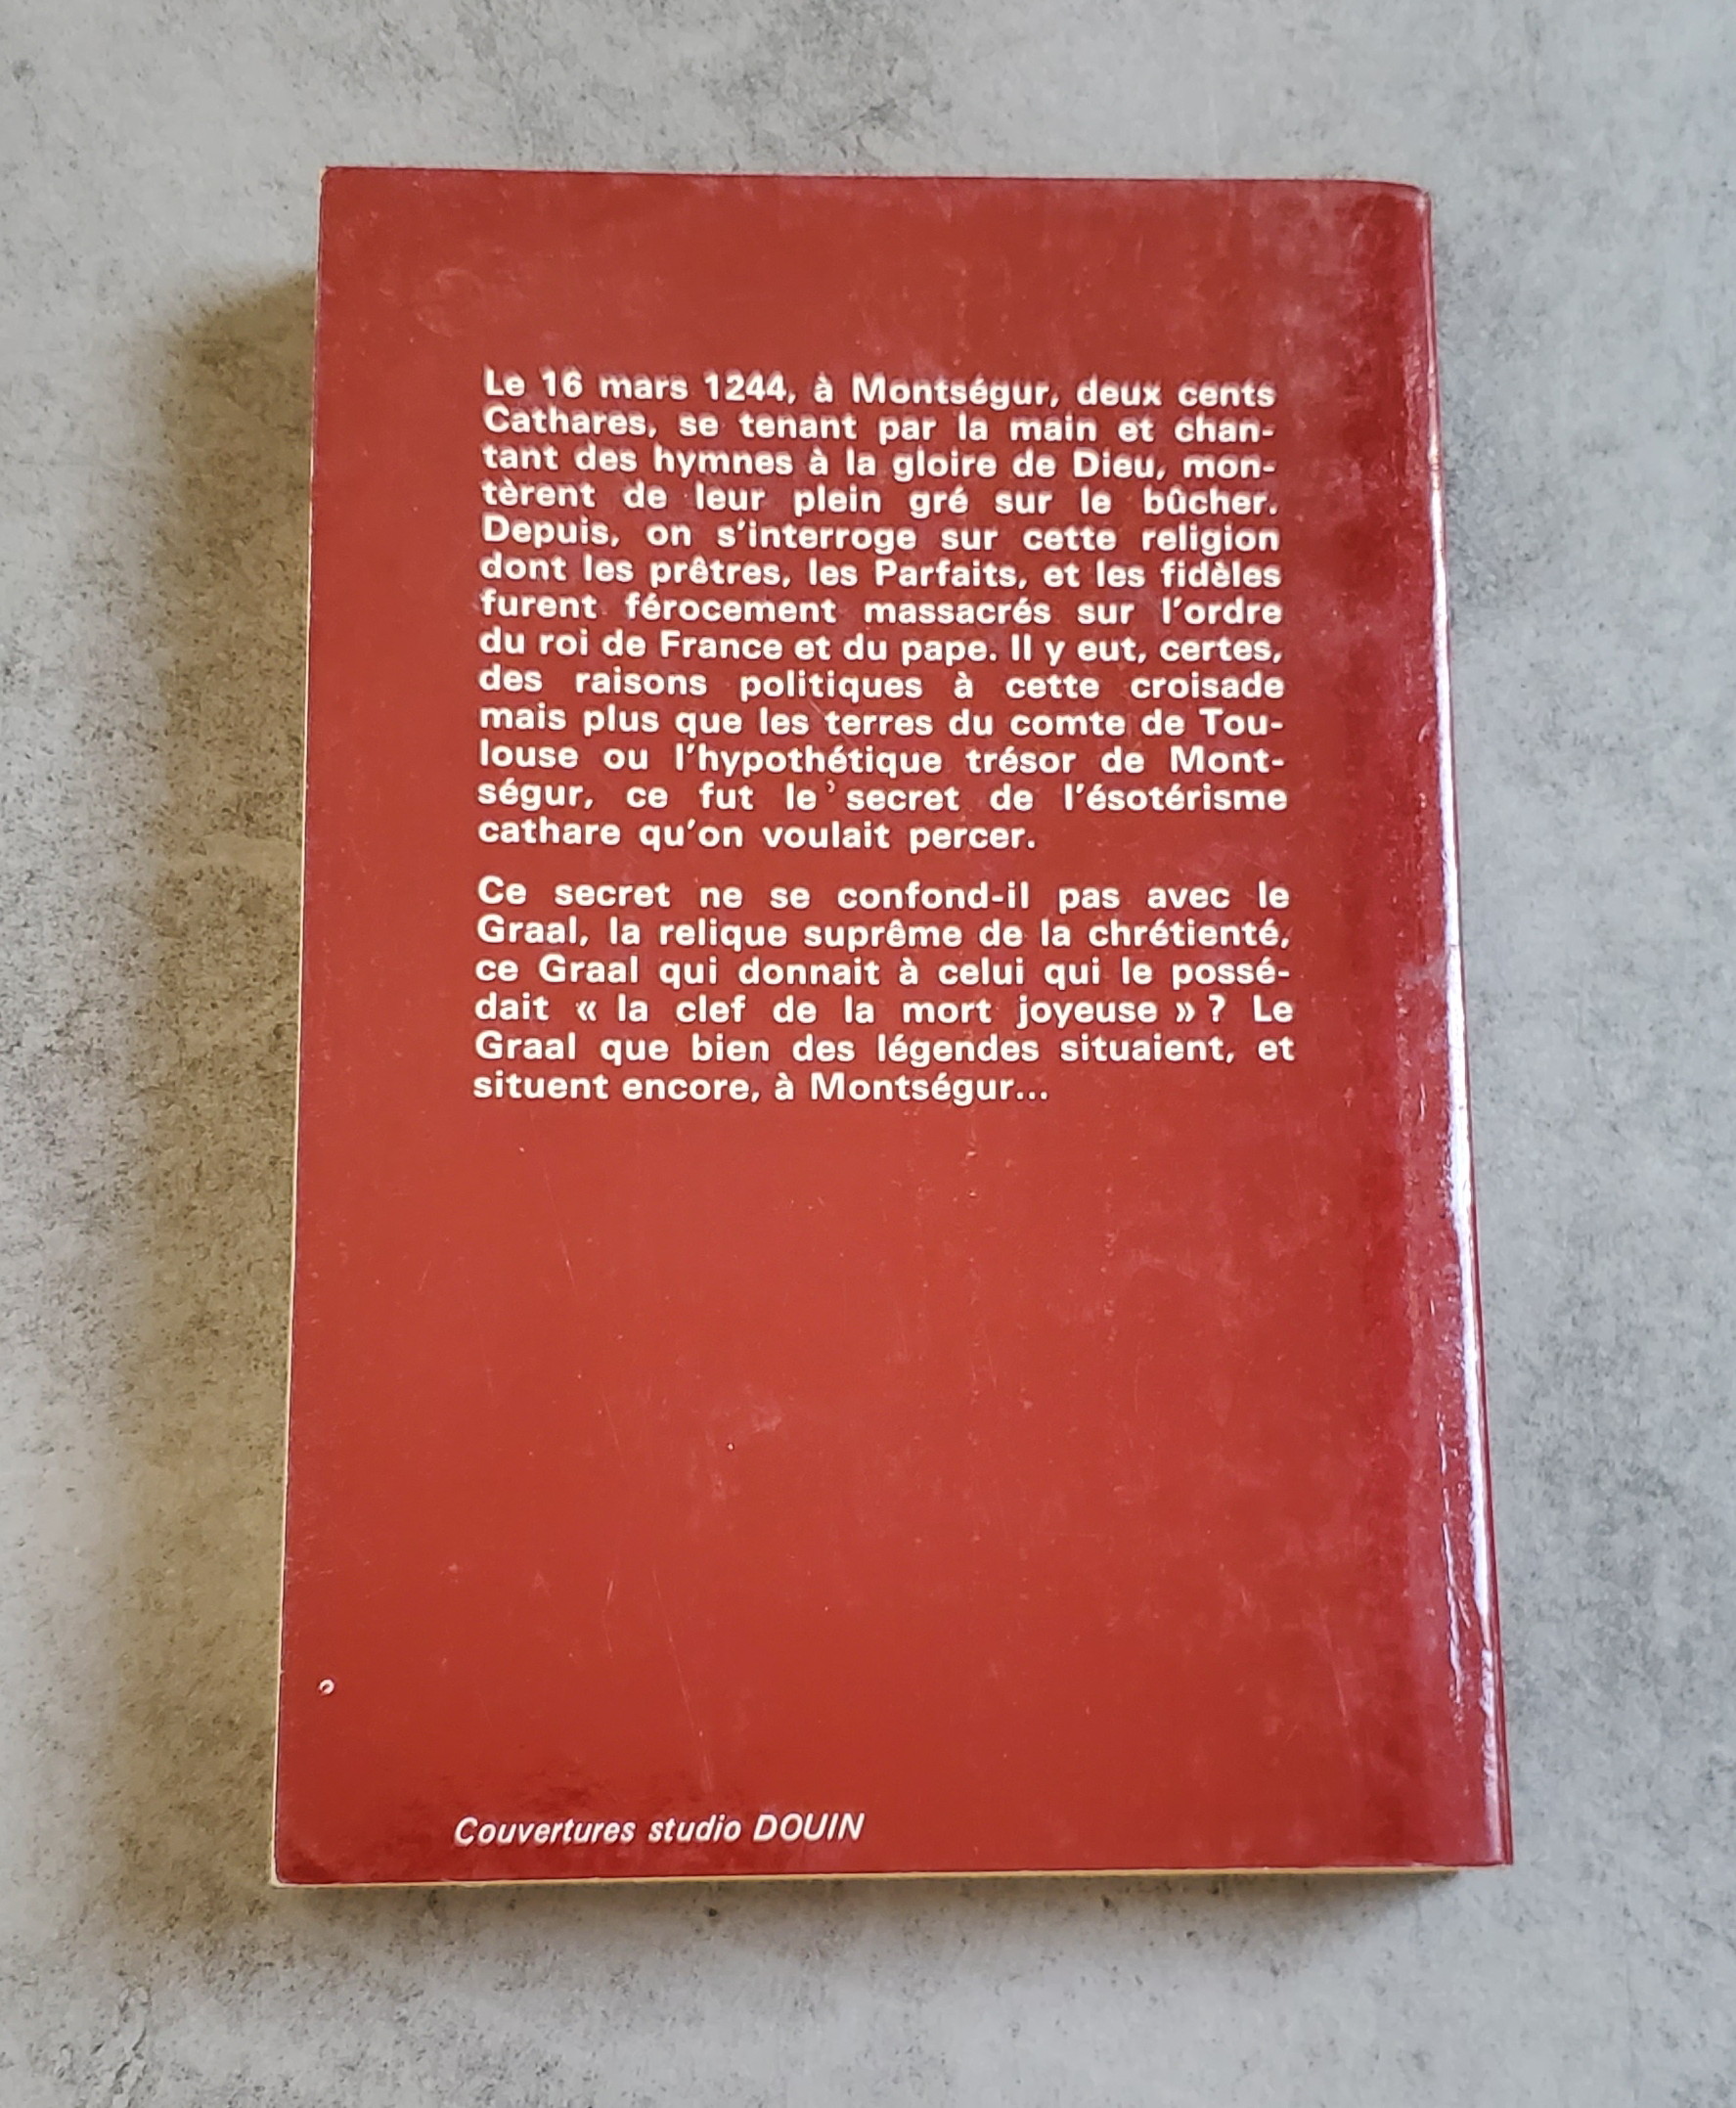 Le 16 mars 1244, à Montségur, deux cents
Cathares, se tenant par la main et chan-
tant des hymnes à la gloire de Dieu, mon-
tèrent de leur plein gré sur le bûcher.
Depuis, on s'interroge sur cette religion
dont les prêtres, les Parfaits, et les fidèles
furent férocement massacrés sur l'ordre
du roi de France et du pape. Il y eut, certes,
des raisons politiques à cette croisade
mais plus que les terres du comte de Tou-
louse ou l'hypothétique trésor de Mont-
ségur, ce fut le secret de l'ésotérisme
cathare qu'on voulait percer.
Ce secret ne se confond-il pas avec le
Graal, la relique suprême de la chrétienté,
ce Graal qui donnait à celui qui le possé-
dait « la clef de la mort joyeuse » ? Le
Graal que bien des légendes situaient, et
situent encore, à Montségur...
Couvertures studio DOUIN